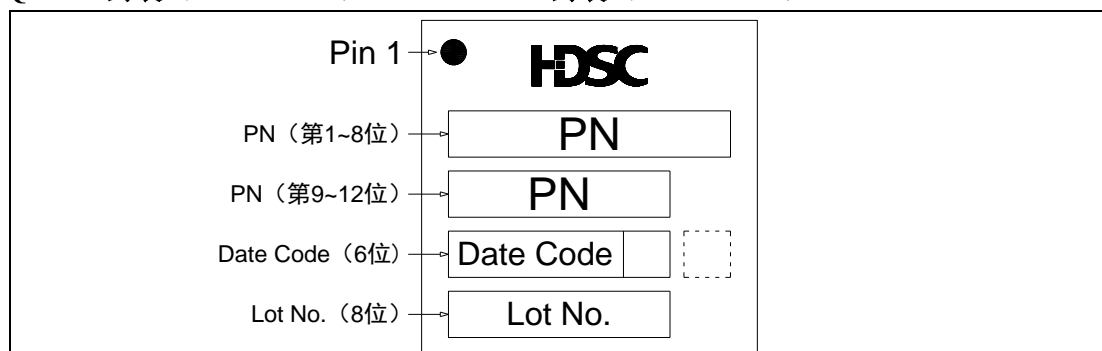 Pin 1
HDSC
PN（第1~8位） PN
PN（第9~12位） PN
Date Code（6位） Date Code
Lot No.（8位） Lot No.